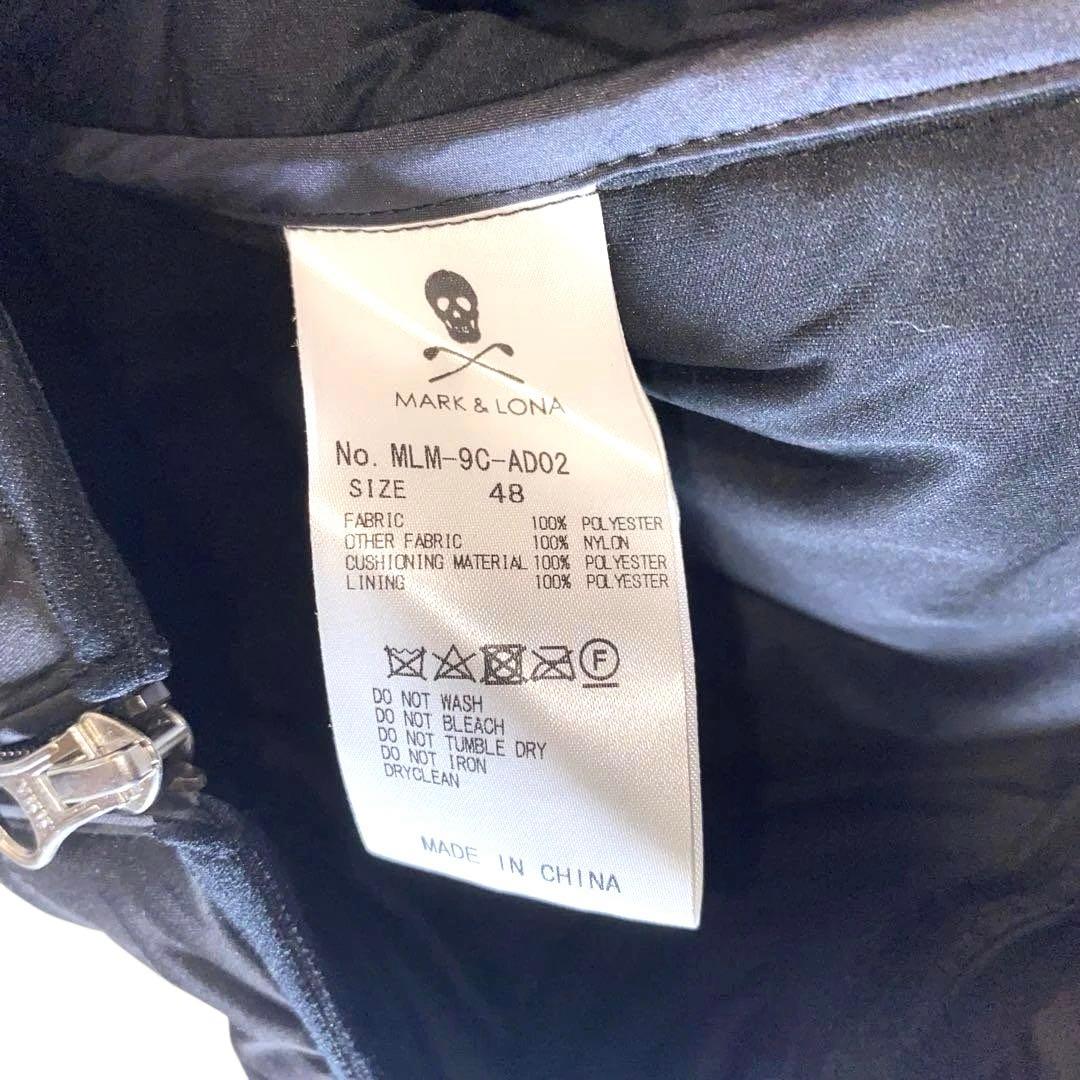 MARK & LONA
No. MLM-9C-AD02
SIZE 48
FABRIC 100% POLYESTER
OTHER FABRIC 100% NYLON
CUSHIONING MATERIAL 100% POLYESTER
LINING 100% POLYESTER
F
DO NOT WASH
DO NOT BLEACH
DO NOT TUMBLE DRY
DO NOT IRON
DRYCLEAN
MADE IN CHINA